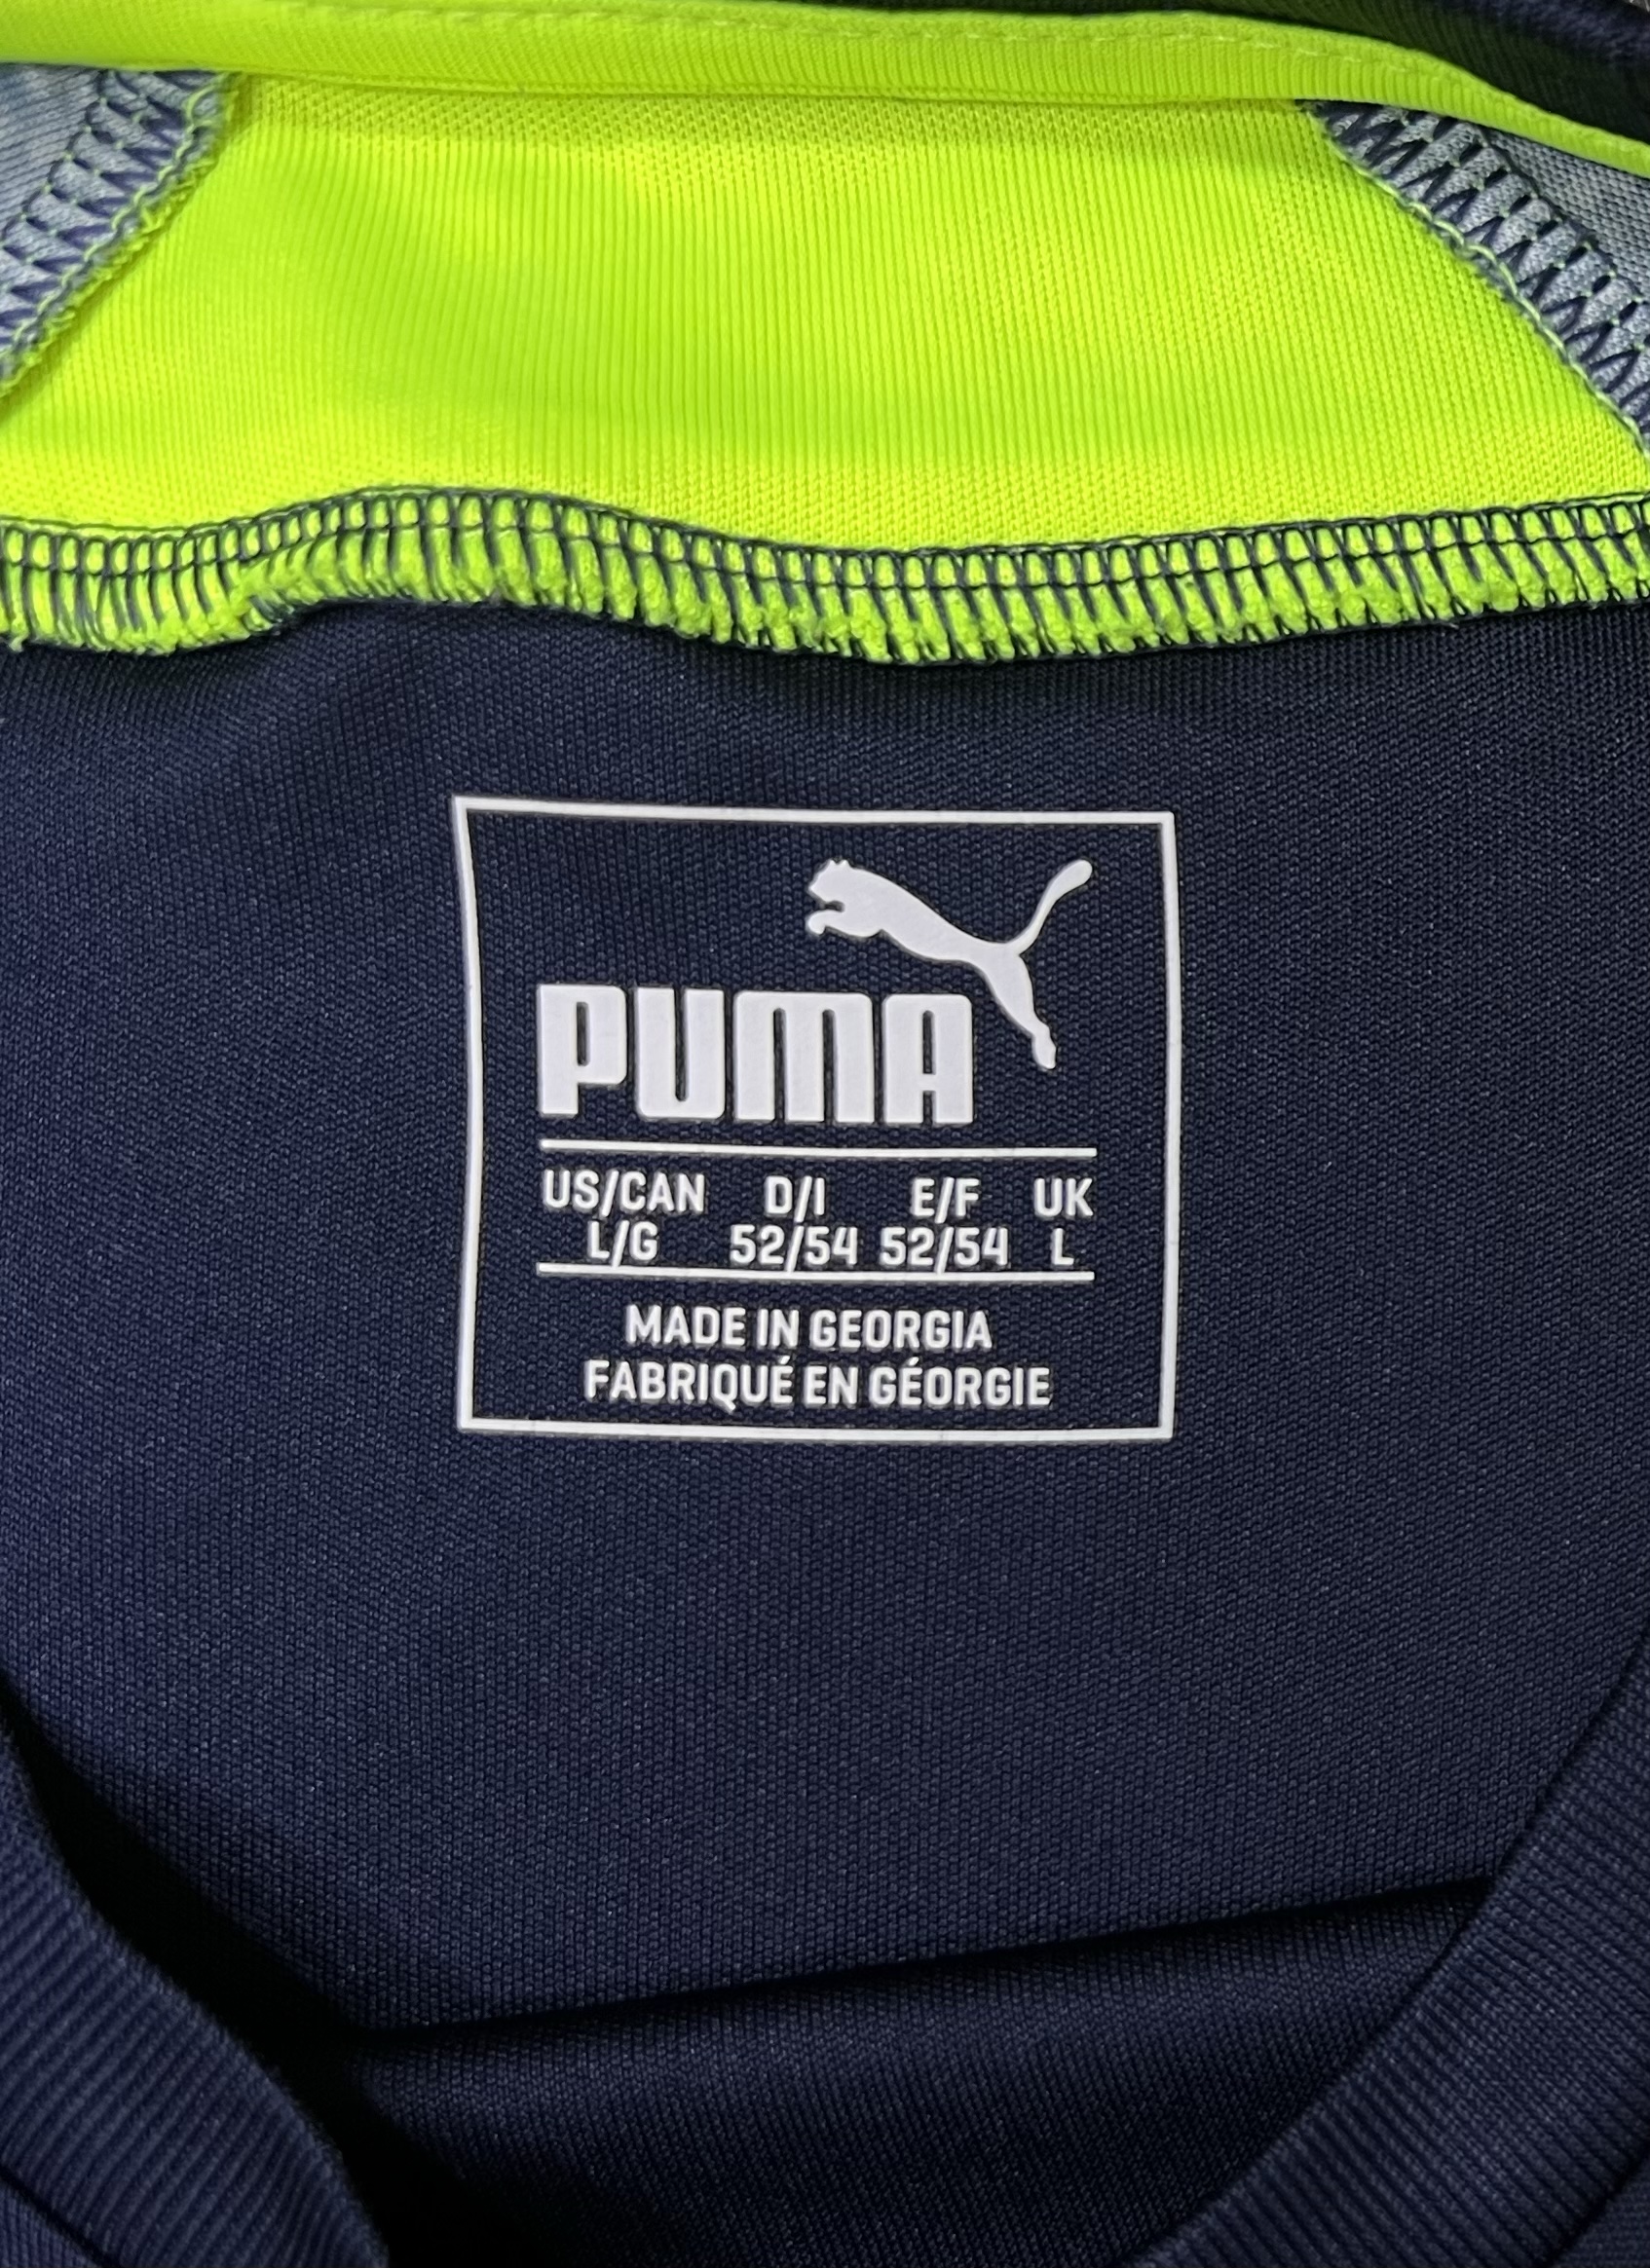 PUMA
US/CAN D/I E/F UK
L/G 52/54 52/54 L
MADE IN GEORGIA
FABRIQUÉ EN GÉORGIE